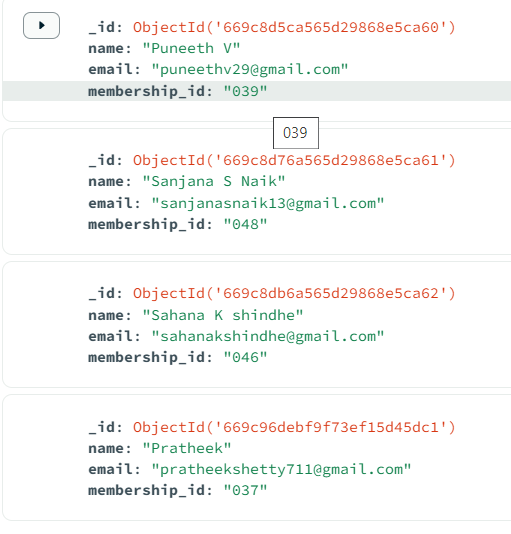 _id: ObjectId('669c8d5ca565d29868e5ca60')
name: "Puneeth V"
email: "puneethv29@gmail.com"
membership_id: "039"
039
_id: ObjectId('669c8d76a565d29868e5ca61')
name: "Sanjana S Naik"
email: "sanjanasnaik13@gmail.com"
membership_id: "048"
_id: ObjectId('669c8db6a565d29868e5ca62')
name: "Sahana K shindhe"
email: "sahanakshindhe@gmail.com"
membership_id: "046"
_id: ObjectId('669c96debf9f73ef15d45dc1')
name: "Pratheek"
email: "pratheekshetty711@gmail.com"
membership_id: "037"